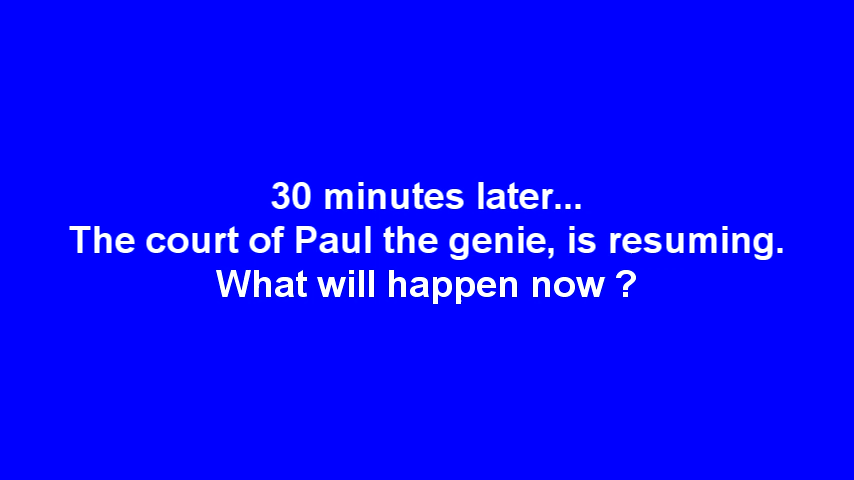 30 minutes later...
The court of Paul the genie, is resuming.
What will happen now ?